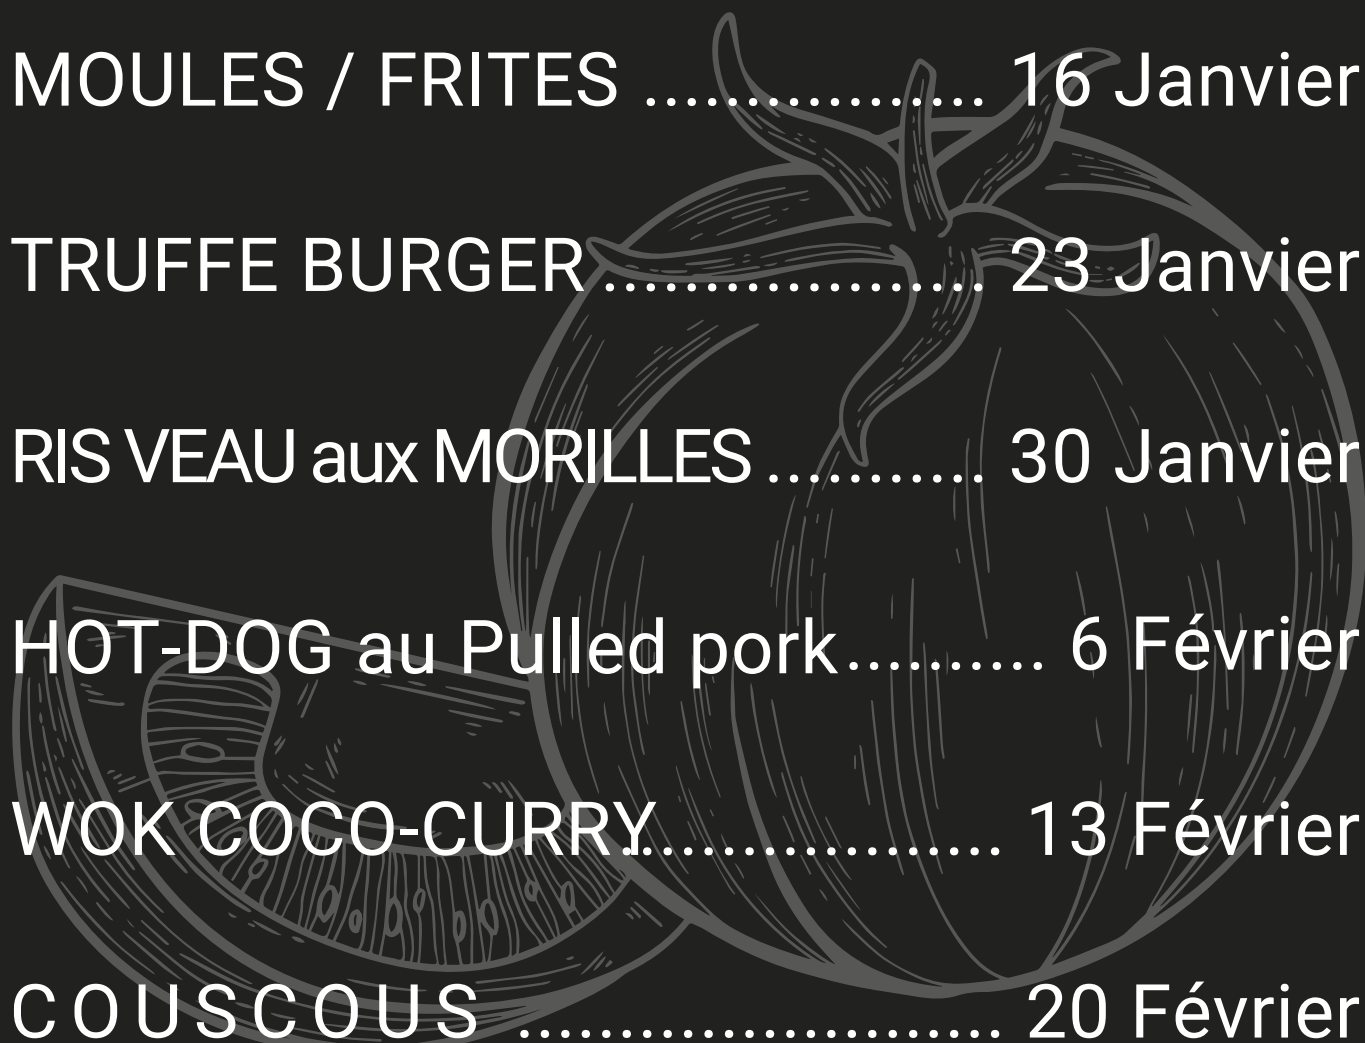 MOULES / FRITES ................. 16 Janvier
TRUFFE BURGER ................... 23 Janvier
RIS VEAU aux MORILLES ........... 30 Janvier
HOT-DOG au Pulled pork .......... 6 Février
WOK COCO-CURRY ................... 13 Février
COUSCOUS ........................ 20 Février